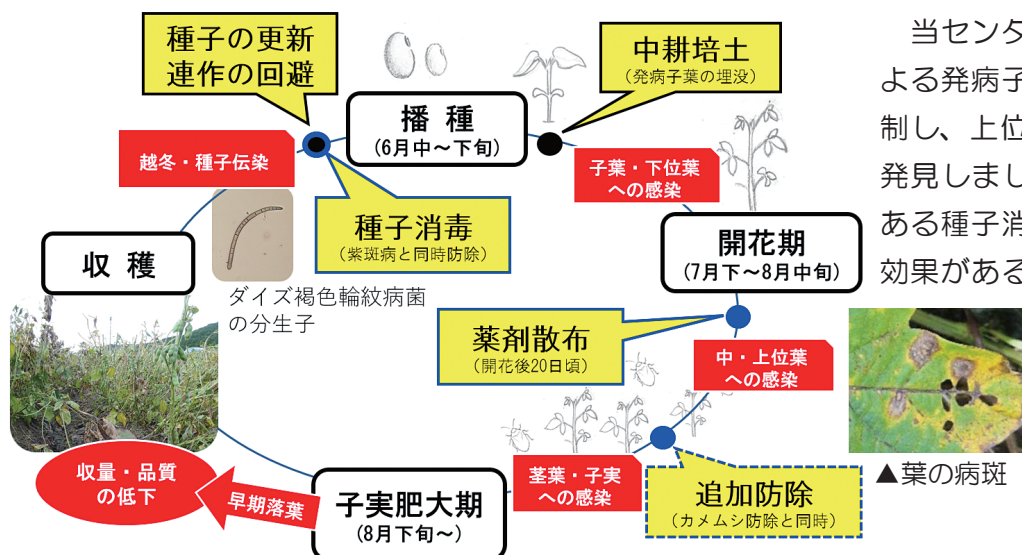 種子の更新
連作の回避
中耕培土
(発病子葉の埋没)
播 種
(6月中〜下旬)
越冬・種子伝染
子葉・下位葉
への感染
種子消毒
(紫斑病と同時防除)
収 穫
開花期
(7月下〜8月中旬)
ダイズ褐色輪紋病菌
の分生子
薬剤散布
(開花後20日頃)
中・上位葉
への感染
収量・品質
の低下
早期落葉
子実肥大期
(8月下旬〜)
茎葉・子実
への感染
追加防除
(カメムシ防除と同時)
▲葉の病斑
当センタ
よる発病子
制し、上位
発見しまし
ある種子消
効果がある